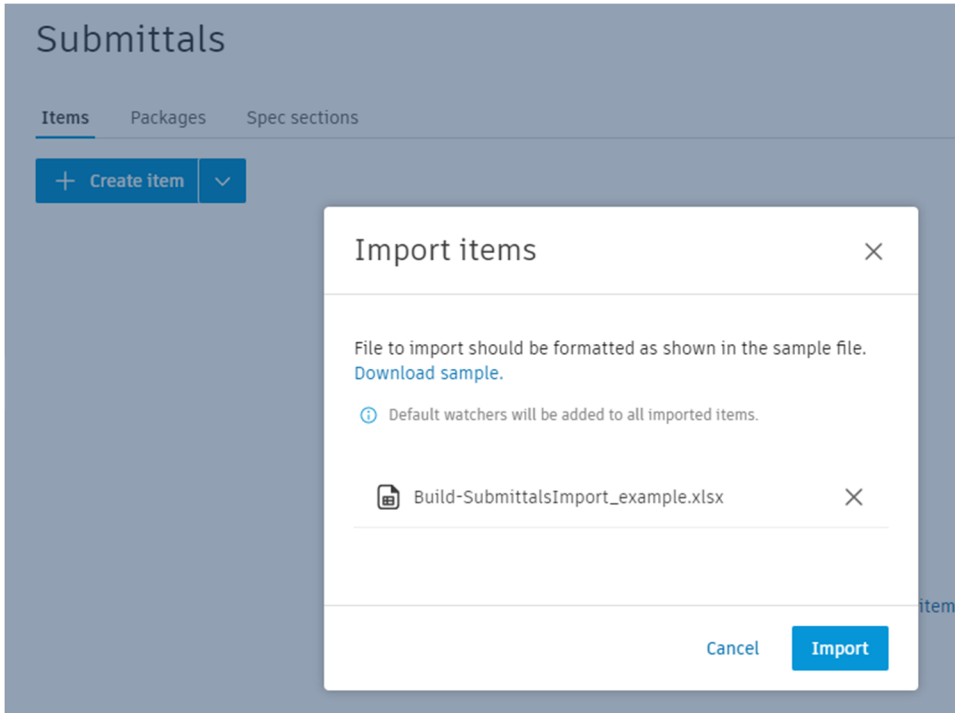 Submittals
Items Packages Spec sections
Create item
Import items
File to import should be formatted as shown in the sample file.
Download sample.
Default watchers will be added to all imported items.
Build-SubmittalsImport_example.xlsx
item
Cancel Import